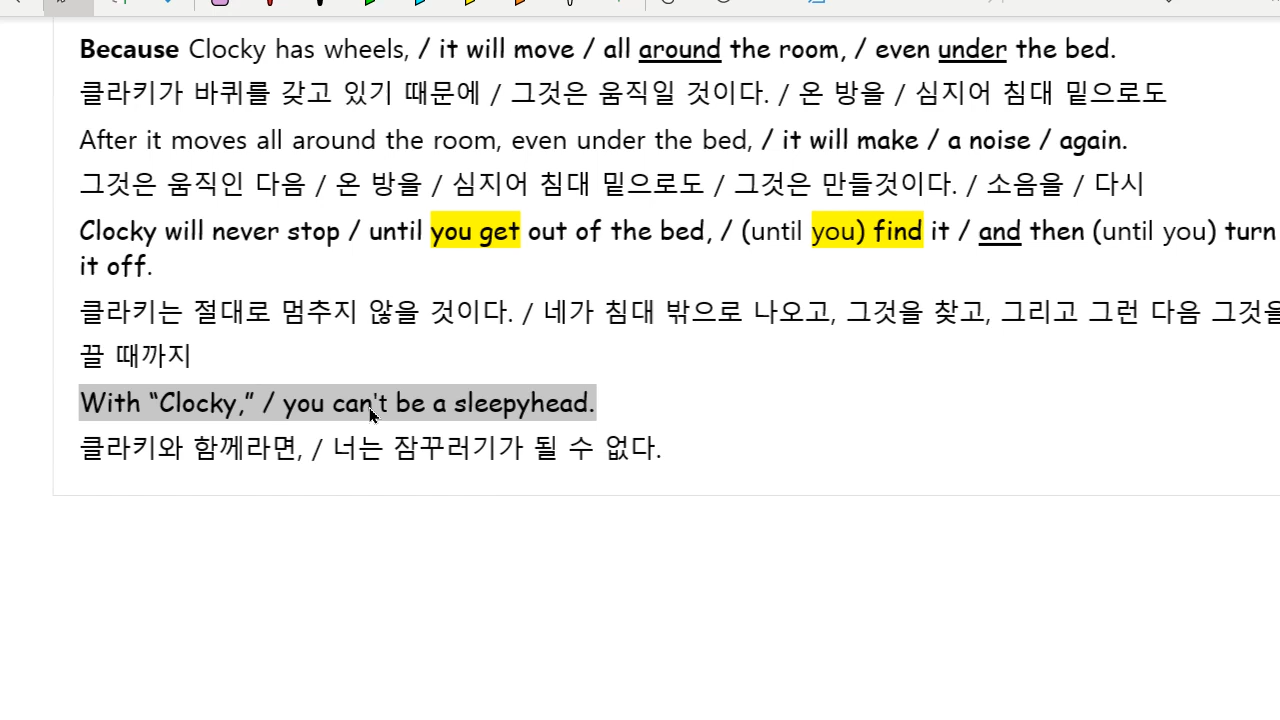 Because Clocky has wheels, / it will move / all around the room, / even under the bed.
클라키가 바퀴를 갖고 있기 때문에 / 그것은 움직일 것이다. / 온 방을 / 심지어 침대 밑으로도
After it moves all around the room, even under the bed, / it will make / a noise / again.
그것은 움직인 다음 / 온 방을 / 심지어 침대 밑으로도 / 그것은 만들것이다. / 소음을 / 다시
Clocky will never stop / until you get out of the bed, / (until you) find it / and then (until you) turn
it off.
클라키는 절대로 멈추지 않을 것이다. / 네가 침대 밖으로 나오고, 그것을 찾고, 그리고 그런 다음 그것을
끌 때까지
With “Clocky,” / you can't be a sleepyhead.
클라키와 함께라면, / 너는 잠꾸러기가 될 수 없다.